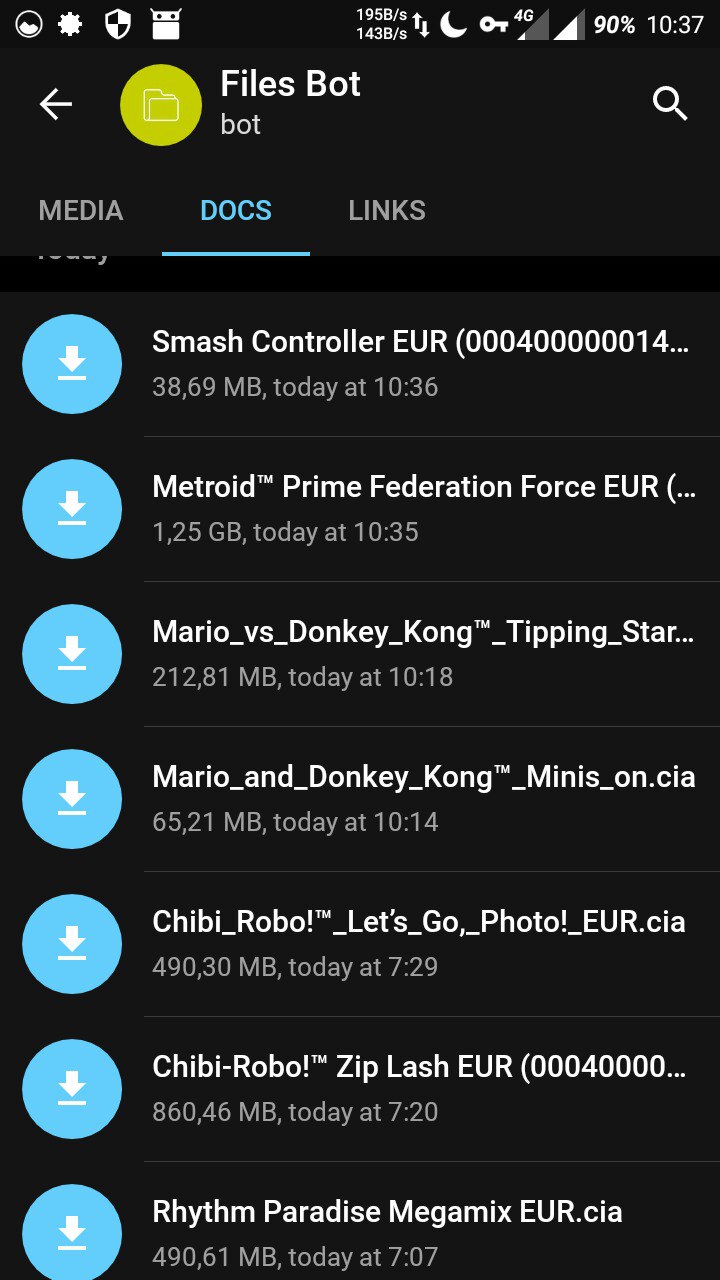 195B/s
143B/s
4G
90%
10:37
Files Bot
bot
MEDIA
DOCS
LINKS
Today
Smash Controller EUR (000400000014…
38,69 MB, today at 10:36
Metroid™ Prime Federation Force EUR (…
1,25 GB, today at 10:35
Mario_vs_Donkey_Kong™_Tipping_Star…
212,81 MB, today at 10:18
Mario_and_Donkey_Kong™_Minis_on.cia
65,21 MB, today at 10:14
Chibi_Robo!™_Let’s_Go,_Photo!_EUR.cia
490,30 MB, today at 7:29
Chibi-Robo!™ Zip Lash EUR (00040000…
860,46 MB, today at 7:20
Rhythm Paradise Megamix EUR.cia
490,61 MB, today at 7:07